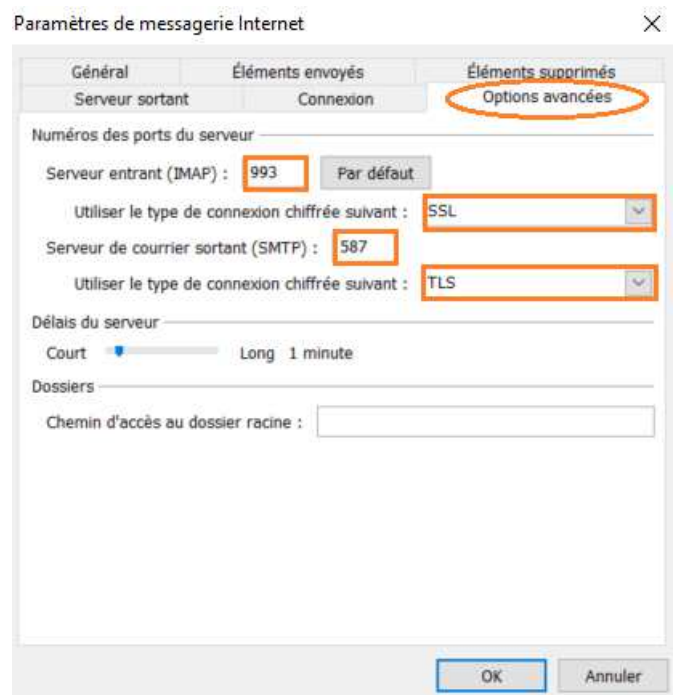 Paramètres de messagerie Internet
Général Éléments envoyés Éléments supprimés
Serveur sortant Connexion Options avancées
Numéros des ports du serveur
Serveur entrant (IMAP) : 993 Par défaut
Utiliser le type de connexion chiffrée suivant : SSL
Serveur de courrier sortant (SMTP) : 587
Utiliser le type de connexion chiffrée suivant : TLS
Délais du serveur
Court Long 1 minute
Dossiers
Chemin d'accès au dossier racine :
OK Annuler